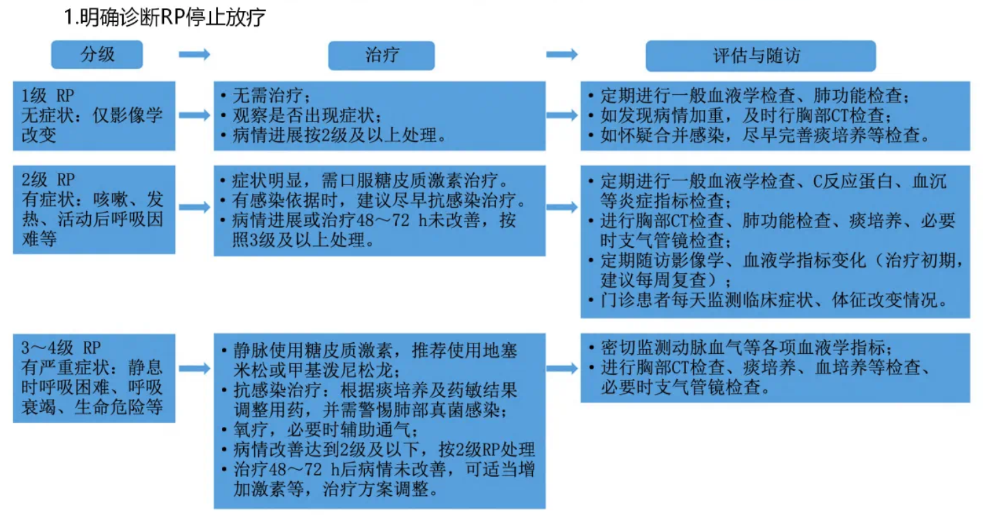 1.明确诊断RP停止放疗
分级
治疗
评估与随访
1级 RP
无症状：仅影像学
改变
• 无需治疗；
• 观察是否出现症状；
• 病情进展按2级及以上处理。
• 定期进行一般血液学检查、肺功能检查；
• 如发现病情加重，及时行胸部CT检查；
• 如怀疑合并感染，尽早完善痰培养等检查。
2级 RP
有症状：咳嗽、发
热、活动后呼吸困
难等
• 症状明显，需口服糖皮质激素治疗。
• 有感染依据时，建议尽早抗感染治疗。
• 病情进展或治疗48～72 h未改善，按
照3级及以上处理。
• 定期进行一般血液学检查、C反应蛋白、血沉
等炎症指标检查；
• 进行胸部CT检查、肺功能检查、痰培养、必要
时支气管镜检查；
• 定期随访影像学、血液学指标变化（治疗初期，
建议每周复查）；
• 门诊患者每天监测临床症状、体征改变情况。
3～4级 RP
有严重症状：静息
时呼吸困难、呼吸
衰竭、生命危险等
• 静脉使用糖皮质激素，推荐使用地塞
米松或甲基泼尼松龙；
• 抗感染治疗：根据痰培养及药敏结果
调整用药，并需警惕肺部真菌感染；
• 氧疗，必要时辅助通气；
• 病情改善达到2级及以下，按2级RP处理
• 治疗48～72 h后病情未改善，可适当增
加激素等，治疗方案调整。
• 密切监测动脉血气等各项血液学指标；
• 进行胸部CT检查、痰培养、血培养等检查、
必要时支气管镜检查。